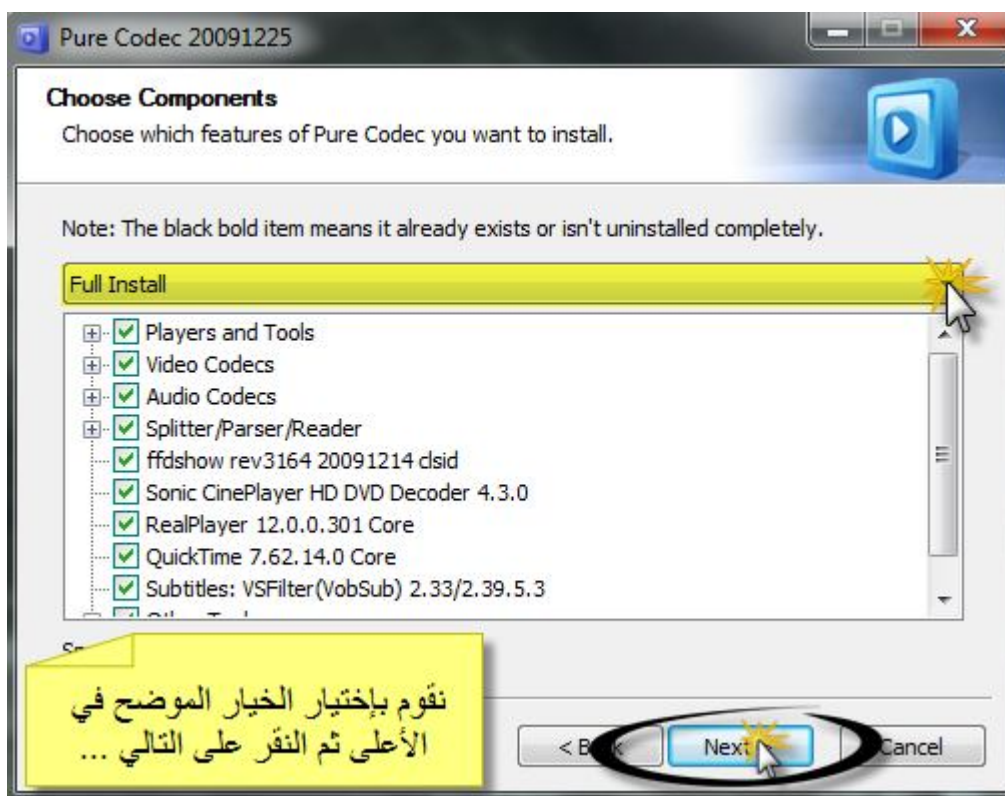 Pure Codec 20091225
Choose Components
Choose which features of Pure Codec you want to install.
Note: The black bold item means it already exists or isn't uninstalled completely.
Full Install
Players and Tools
Video Codecs
Audio Codecs
Splitter/Parser/Reader
ffdshow rev3164 20091214 clsid
Sonic CinePlayer HD DVD Decoder 4.3.0
RealPlayer 12.0.0.301 Core
QuickTime 7.62.14.0 Core
Subtitles: VSFilter(VobSub) 2.33/2.39.5.3
نقوم بإختيار الخيار الموضح في
الأعلى ثم النقر على التالي ...
Next
Cancel